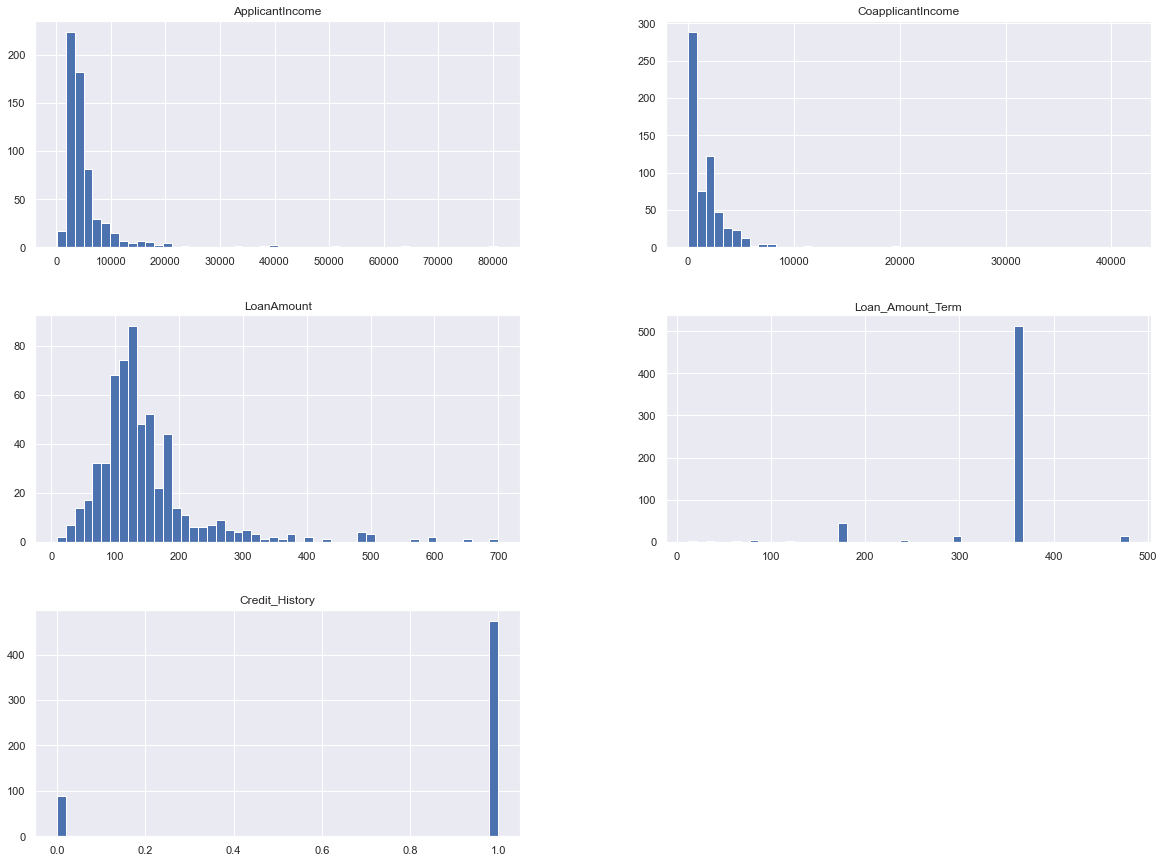 ApplicantIncome
200
150
100
50
0
0 10000 20000 30000 40000 50000 60000 70000 80000
CoapplicantIncome
300
250
200
150
100
50
0
0 10000 20000 30000 40000
LoanAmount
80
60
40
20
0
0 100 200 300 400 500 600 700
Loan_Amount_Term
500
400
300
200
100
0
0 100 200 300 400 500
Credit_History
400
300
200
100
0
0.0 0.2 0.4 0.6 0.8 1.0